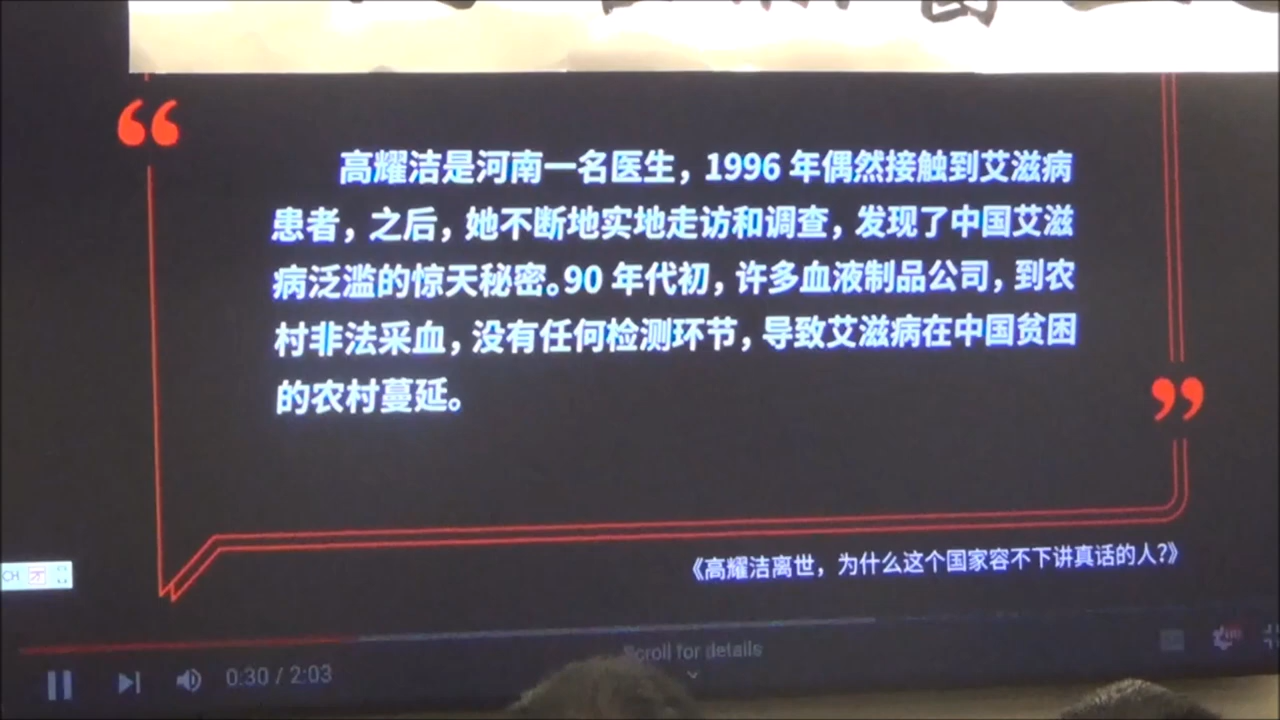 高耀洁是河南一名医生，1996 年偶然接触到艾滋病
患者，之后，她不断地实地走访和调查，发现了中国艾滋
病泛滥的惊天秘密。90 年代初，许多血液制品公司，到农
村非法采血，没有任何检测环节，导致艾滋病在中国贫困
的农村蔓延。
《高耀洁离世，为什么这个国家容不下讲真话的人？》
CH
Scroll for details
0:30 / 2:03